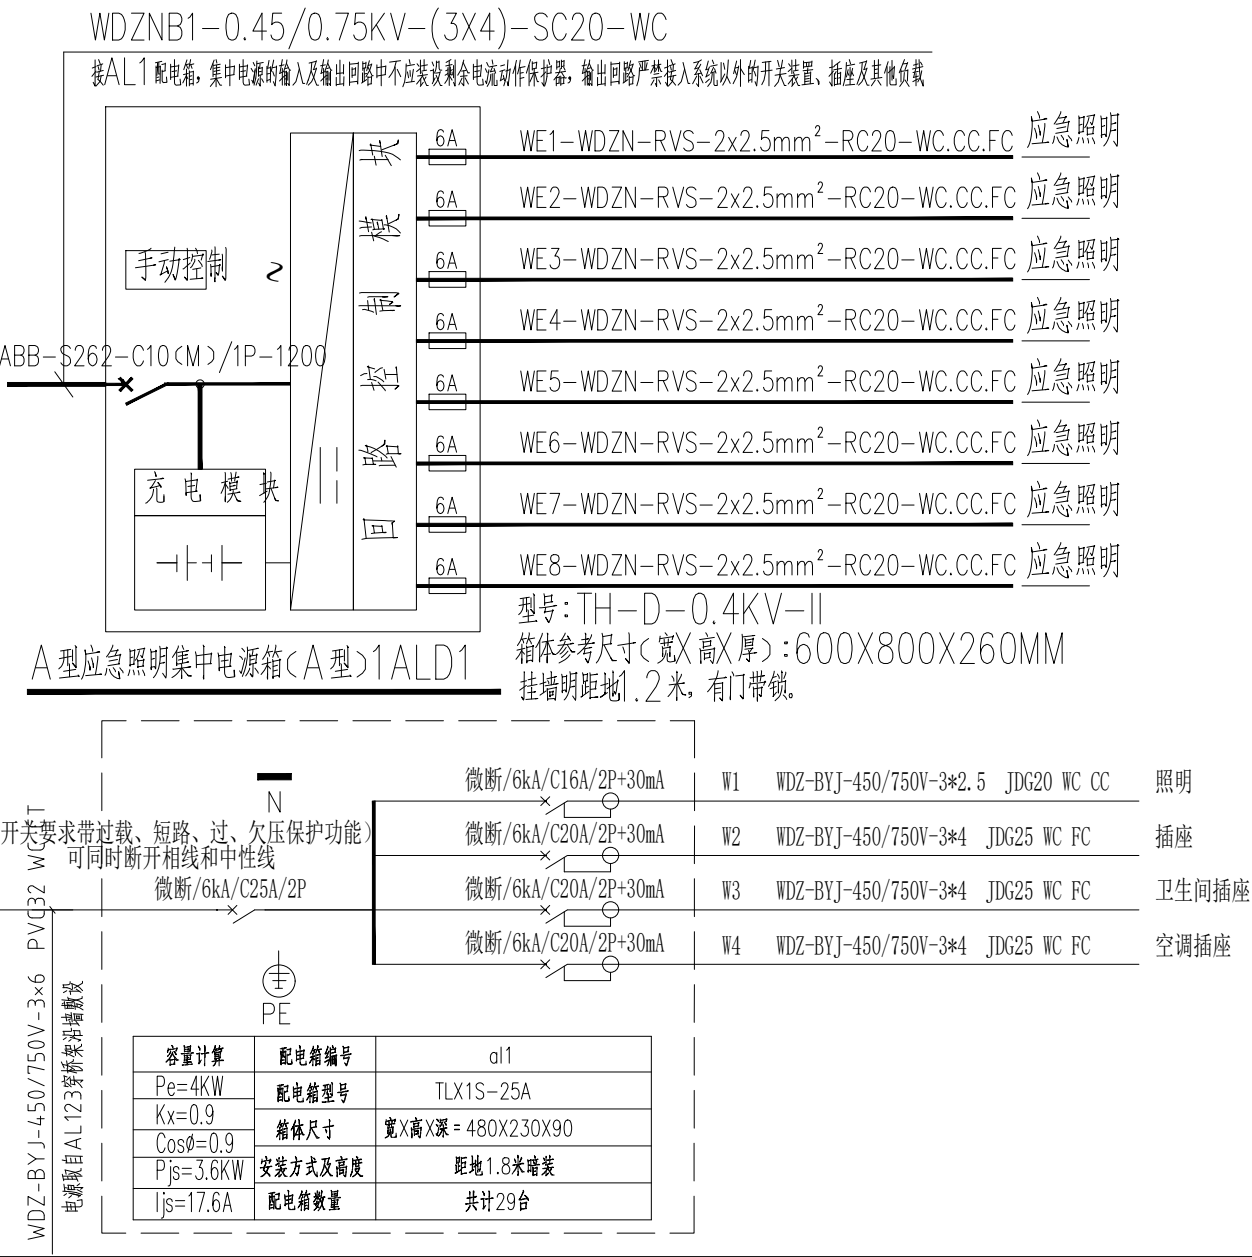 WDZNB1-0.45/0.75KV-(3X4)-SC20-WC
接AL1配电箱，集中电源的输入及输出回路中不应装设剩余电流动作保护器，输出回路严禁接入系统以外的开关装置、插座及其他负载
6A WE1-WDZN-RVS-2x2.5mm²-RC20-WC.CC.FC 应急照明
6A WE2-WDZN-RVS-2x2.5mm²-RC20-WC.CC.FC 应急照明
6A WE3-WDZN-RVS-2x2.5mm²-RC20-WC.CC.FC 应急照明
6A WE4-WDZN-RVS-2x2.5mm²-RC20-WC.CC.FC 应急照明
6A WE5-WDZN-RVS-2x2.5mm²-RC20-WC.CC.FC 应急照明
6A WE6-WDZN-RVS-2x2.5mm²-RC20-WC.CC.FC 应急照明
6A WE7-WDZN-RVS-2x2.5mm²-RC20-WC.CC.FC 应急照明
6A WE8-WDZN-RVS-2x2.5mm²-RC20-WC.CC.FC 应急照明
回路控制模块
手动控制
ABB-S262-C10(M)/1P-1200
充电模块
型号：TH-D-0.4KV-II
箱体参考尺寸(宽X高X厚)：600X800X260MM
挂墙明距地1.2米，有门带锁。
A型应急照明集中电源箱(A型)1ALD1
N
开关要求带过载、短路、过、欠压保护功能)
可同时断开相线和中性线
微断/6kA/C25A/2P
微断/6kA/C16A/2P+30mA W1 WDZ-BYJ-450/750V-3*2.5 JDG20 WC CC 照明
微断/6kA/C20A/2P+30mA W2 WDZ-BYJ-450/750V-3*4 JDG25 WC FC 插座
微断/6kA/C20A/2P+30mA W3 WDZ-BYJ-450/750V-3*4 JDG25 WC FC 卫生间插座
微断/6kA/C20A/2P+30mA W4 WDZ-BYJ-450/750V-3*4 JDG25 WC FC 空调插座
PE
电源取自AL123穿桥架沿墙敷设
容量计算 配电箱编号 al1
Pe=4KW 配电箱型号 TLX1S-25A
Kx=0.9
箱体尺寸 宽X高X深=480X230X90
Cosø=0.9
Pjs=3.6KW 安装方式及高度 距地1.8米暗装
Ijs=17.6A 配电箱数量 共计29台
WDZ-BYJ-450/750V-3×6 PVC32